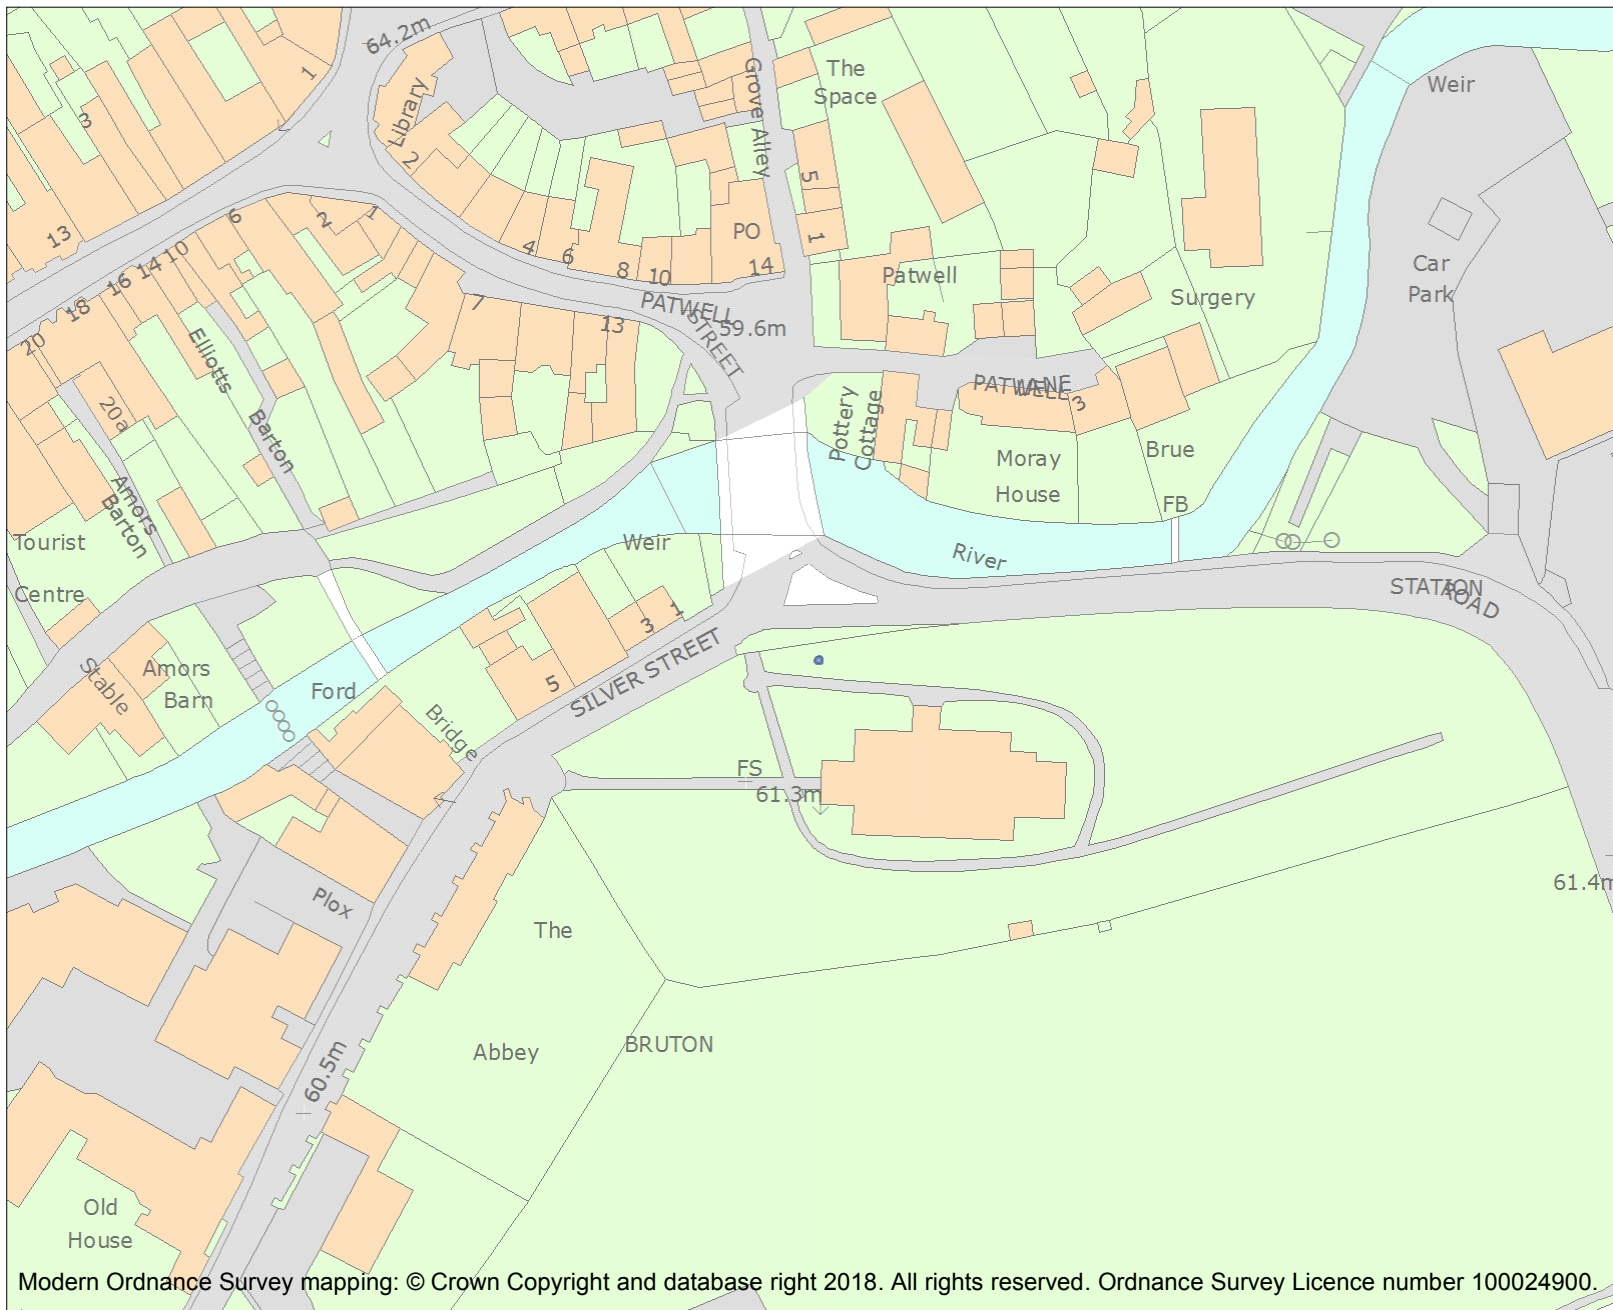 64.2m
1
Library
2
3
13
Grove Alley
The
Space
Weir
5
1
PO
14
4
6
8
10
6
2
1
10
14
16
18
20
20a
Elliotts
Barton
Amors
Barton
7
13
PATWELL
STREET
59.6m
Patwell
Surgery
Car
Park
PATWELL
LANE
3
Pottery
Cottage
Moray
House
Brue
FB
River
Weir
Tourist
Centre
STATION
ROAD
Stable
Amors
Barn
Ford
Bridge
3
1
5
SILVER STREET
FS
61.3m
61.4m
Plox
The
Abbey
BRUTON
60.5m
Old
House
Modern Ordnance Survey mapping: © Crown Copyright and database right 2018. All rights reserved. Ordnance Survey Licence number 100024900.